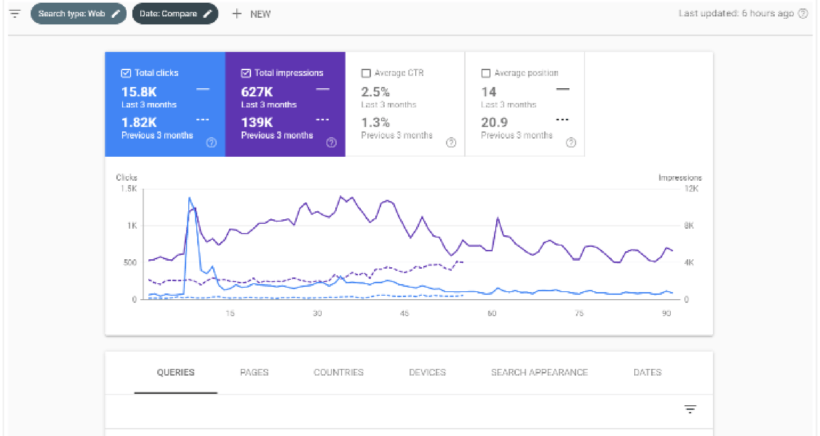 Search type: Web Date: Compare + NEW Last updated: 6 hours ago
Total clicks Total impressions Average CTR Average position
15.8K 627K 2.5% 14
Last 3 months Last 3 months Last 3 months Last 3 months
1.82K 139K 1.3% 20.9
Previous 3 months Previous 3 months Previous 3 months Previous 3 months
Clicks Impressions
1.5K 12K
1K 8K
500 4K
0 0
15 30 45 60 75 90
QUERIES PAGES COUNTRIES DEVICES SEARCH APPEARANCE DATES